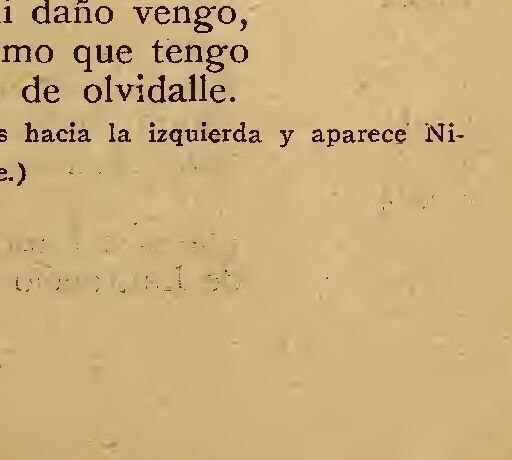 i daño vengo,
mo que tengo
de olvidalle.
s hacia la izquierda y aparece Ni-
e.)